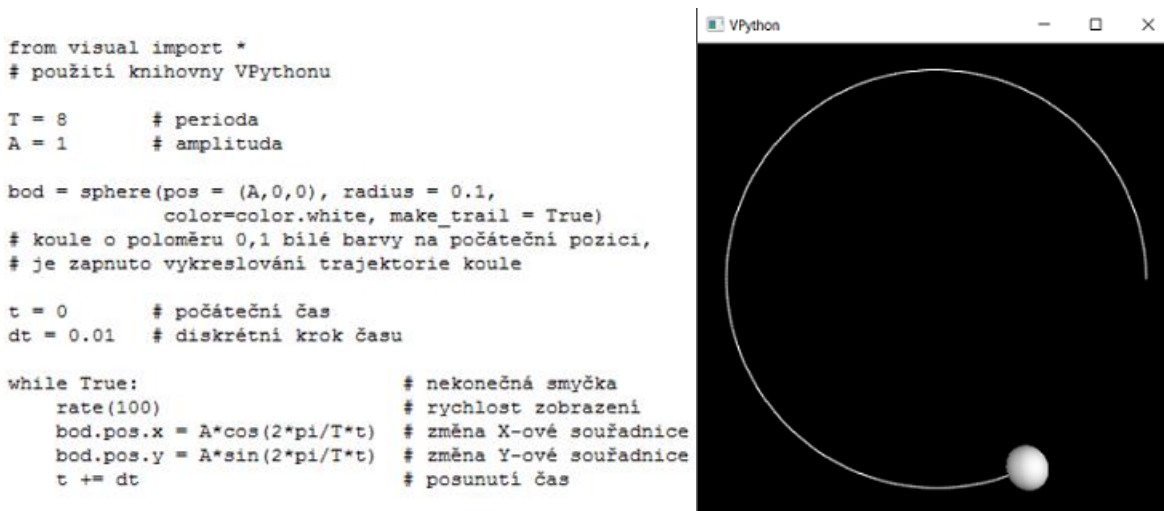 from visual import *
# použití knihovny VPythonu
T = 8 # perioda
A = 1 # amplituda
bod = sphere(pos = (A,0,0), radius = 0.1,
color=color.white, make_trail = True)
# koule o poloměru 0,1 bílé barvy na počáteční pozici,
# je zapnuto vykreslování trajektorie koule
t = 0 # počáteční čas
dt = 0.01 # diskrétní krok času
while True: # nekonečná smyčka
rate(100) # rychlost zobrazení
bod.pos.x = A*cos(2*pi/T*t) # změna X-ové souřadnice
bod.pos.y = A*sin(2*pi/T*t) # změna Y-ové souřadnice
t += dt # posunutí čas
VPython